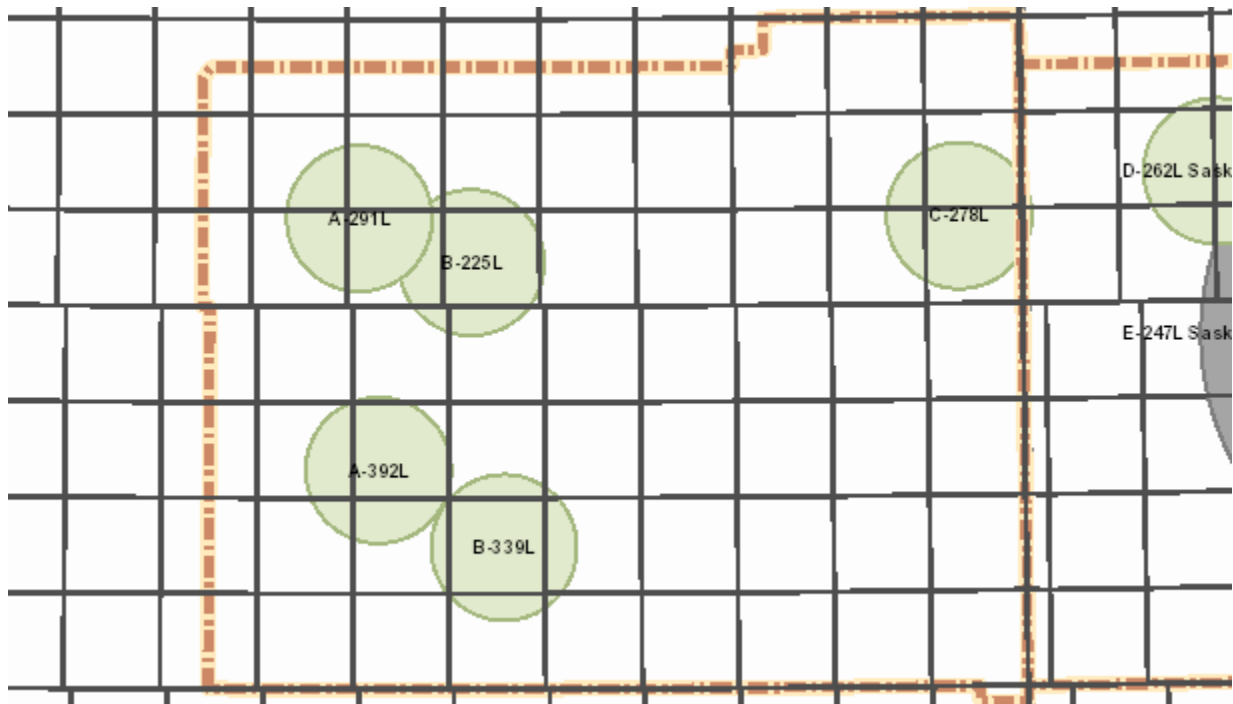 D-262L Sask
A-291L
C-278L
B-225L
E-247L Sask
A-392L
B-339L